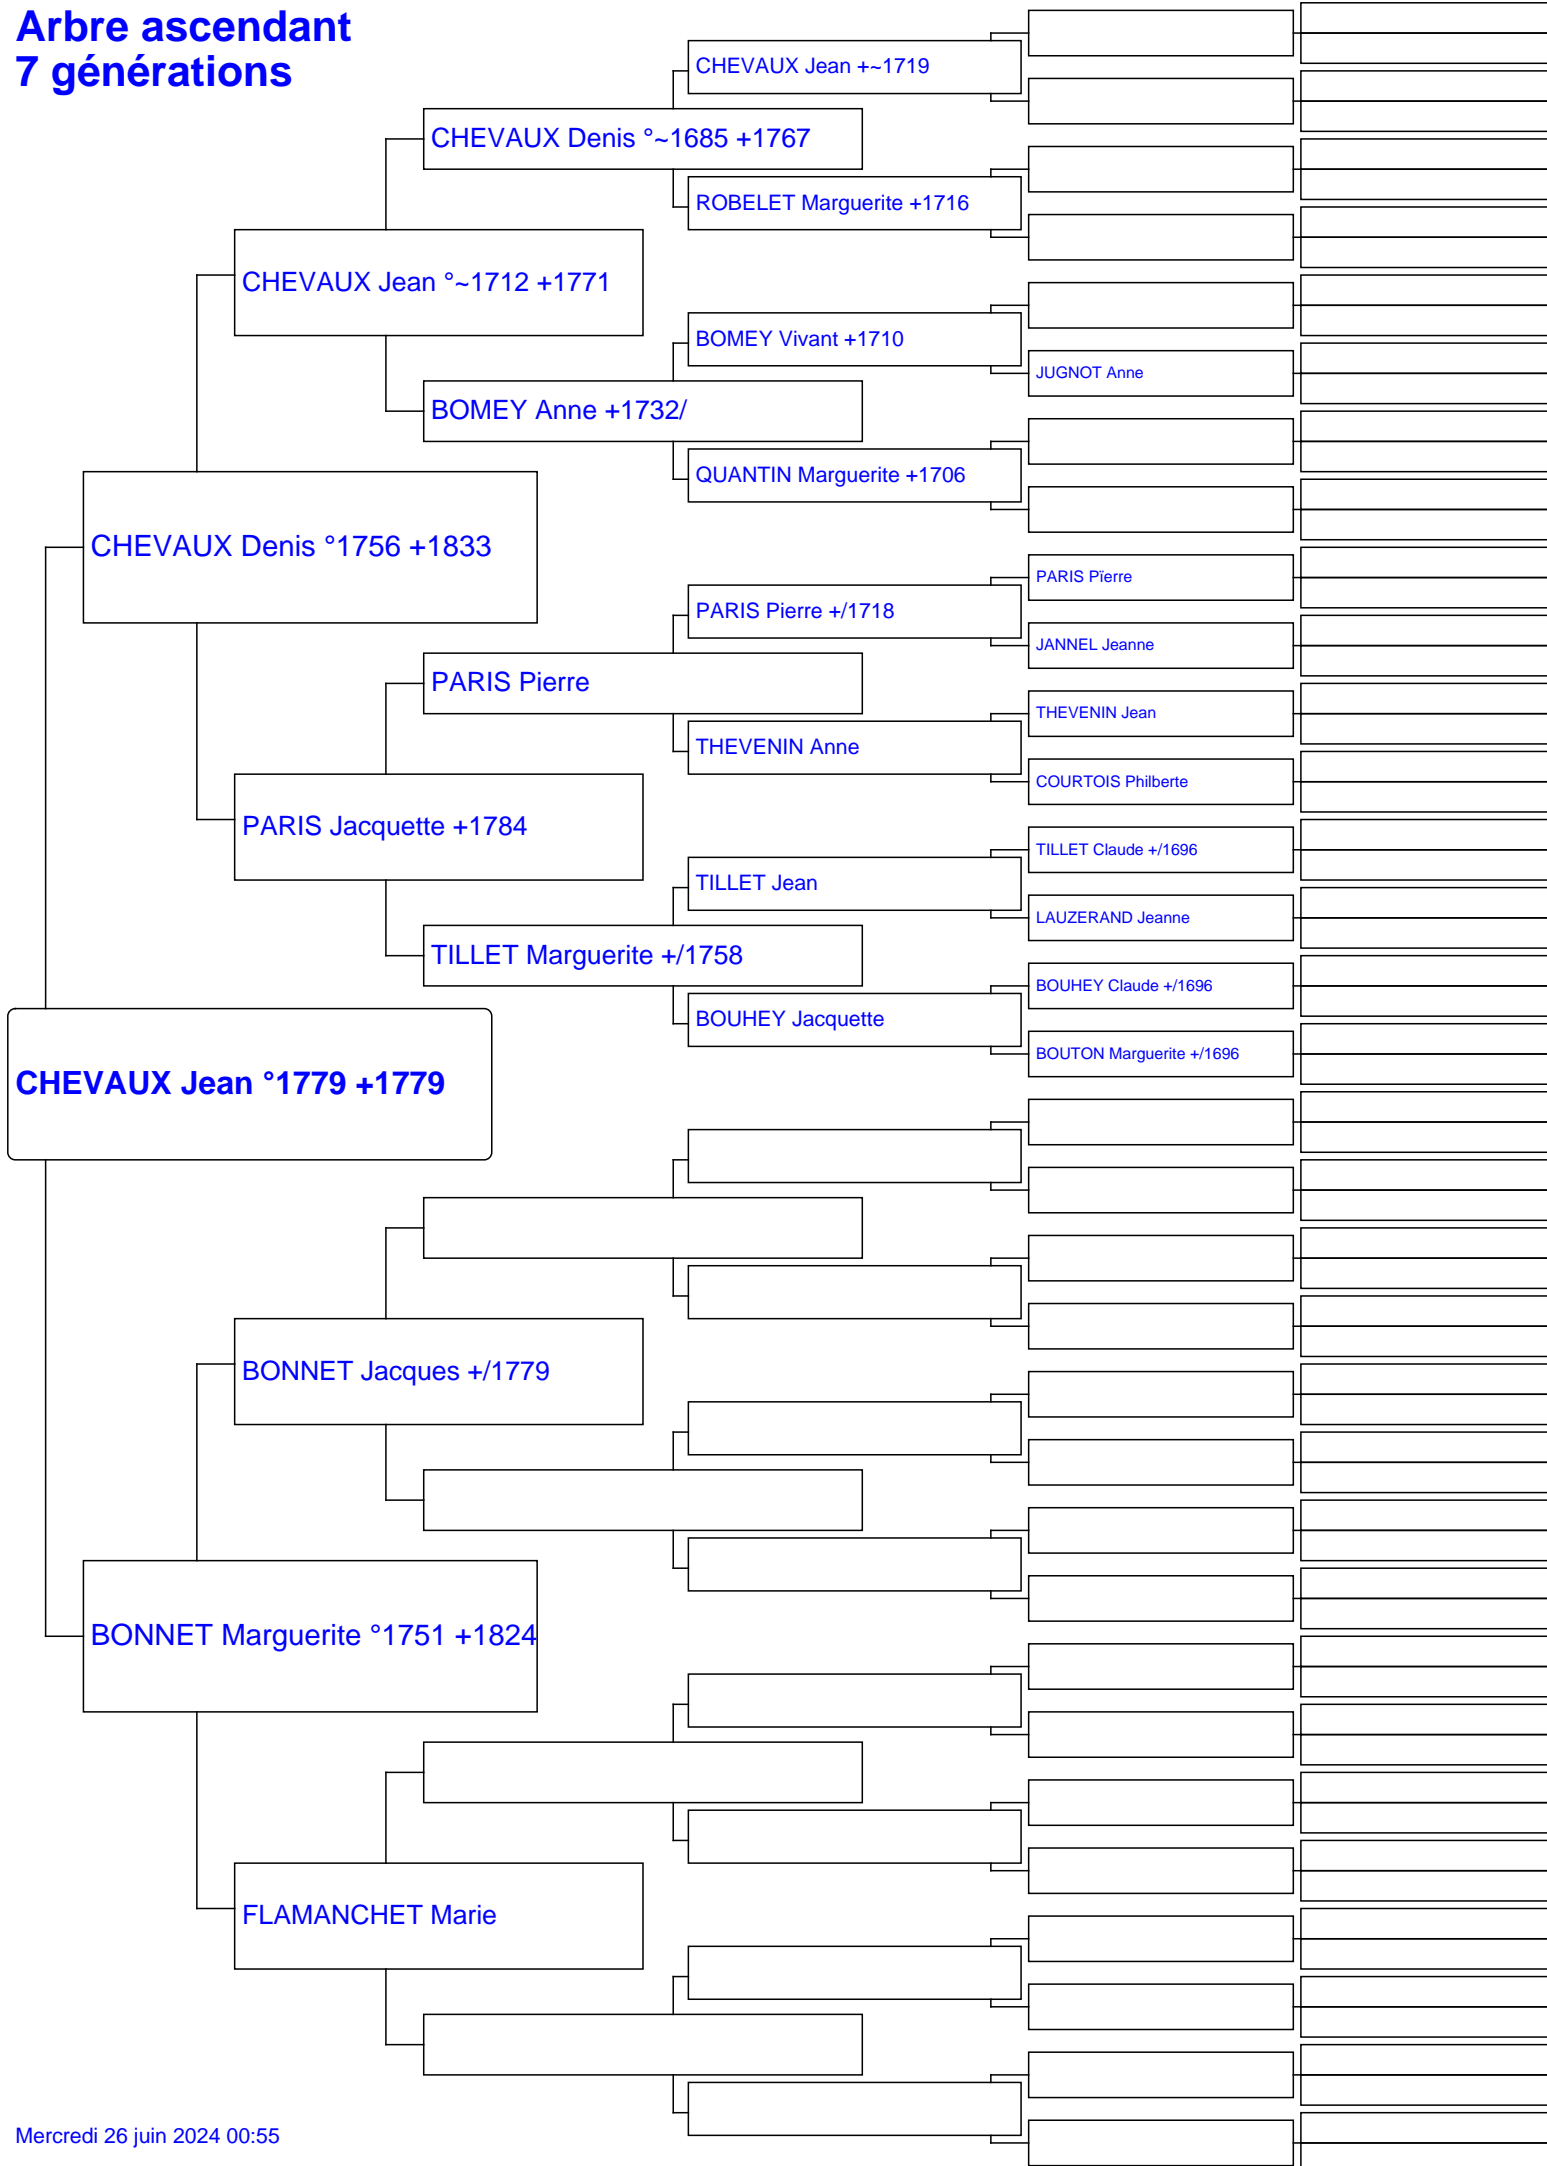 Arbre ascendant
7 générations
CHEVAUX Jean +~1719
CHEVAUX Denis °~1685 +1767
ROBELET Marguerite +1716
CHEVAUX Jean °~1712 +1771
BOMEY Vivant +1710
JUGNOT Anne
BOMEY Anne +1732/
QUANTIN Marguerite +1706
CHEVAUX Denis °1756 +1833
PARIS Pïerre
PARIS Pierre +/1718
JANNEL Jeanne
PARIS Pierre
THEVENIN Jean
THEVENIN Anne
COURTOIS Philberte
PARIS Jacquette +1784
TILLET Claude +/1696
TILLET Jean
LAUZERAND Jeanne
TILLET Marguerite +/1758
BOUHEY Claude +/1696
BOUHEY Jacquette
BOUTON Marguerite +/1696
CHEVAUX Jean °1779 +1779
BONNET Jacques +/1779
BONNET Marguerite °1751 +1824
FLAMANCHET Marie
Mercredi 26 juin 2024 00:55